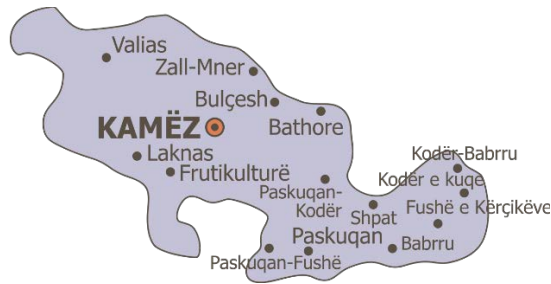 Valias
Zall-Mner
Bulçesh
KAMËZ
Bathore
Laknas
Frutikulturë
Kodër-Babrru
Kodër e kuqe
Paskuqan-
Kodër
Shpat
Fushë e Kërçikëve
Paskuqan
Babrru
Paskuqan-Fushë